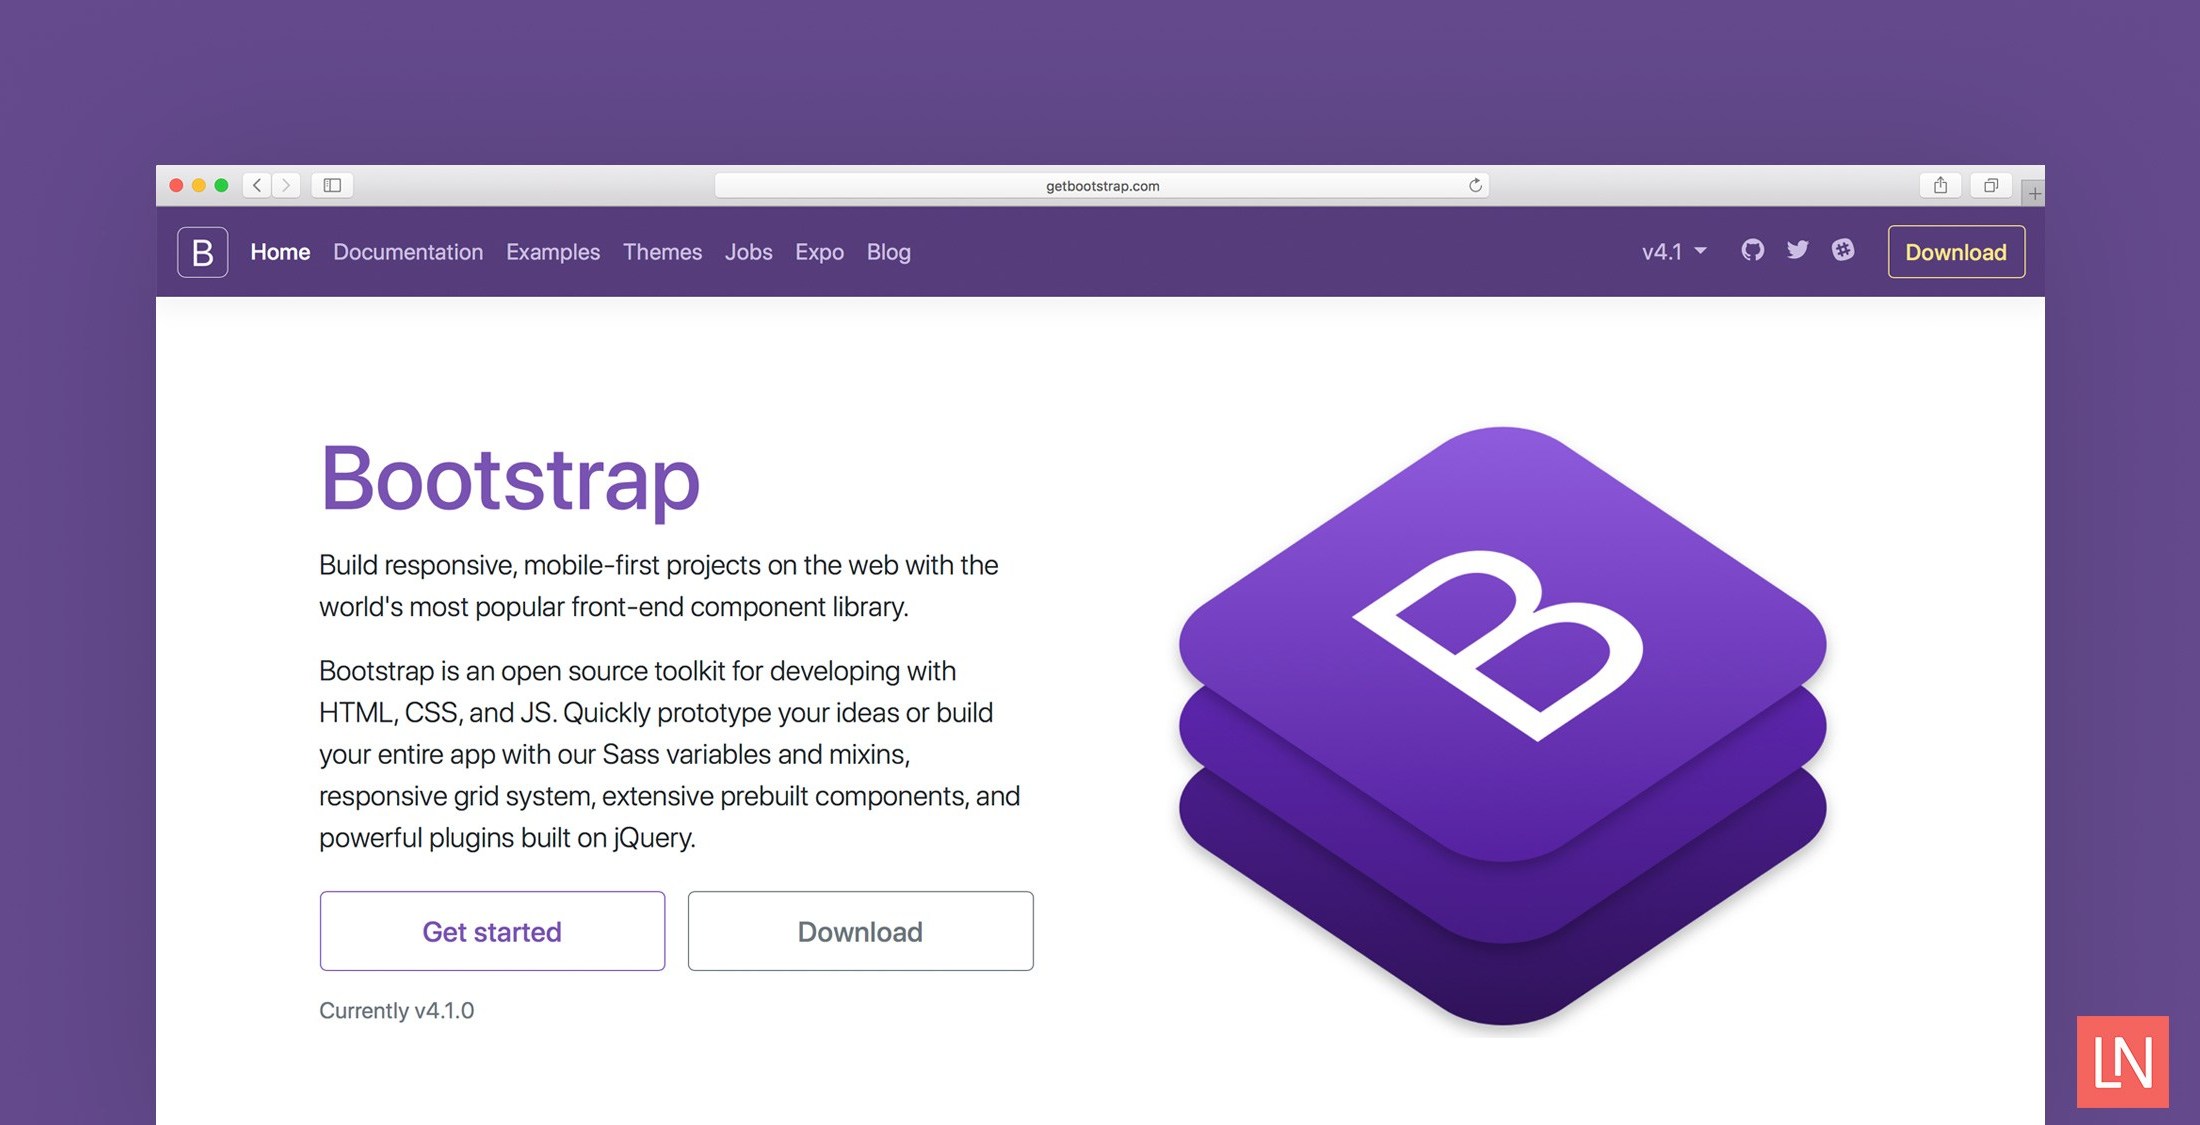 getbootstrap.com
B Home Documentation Examples Themes Jobs Expo Blog v4.1 Download
Bootstrap
Build responsive, mobile-first projects on the web with the
world's most popular front-end component library.
Bootstrap is an open source toolkit for developing with
HTML, CSS, and JS. Quickly prototype your ideas or build
your entire app with our Sass variables and mixins,
responsive grid system, extensive prebuilt components, and
powerful plugins built on jQuery.
Get started Download
Currently v4.1.0
B
LN